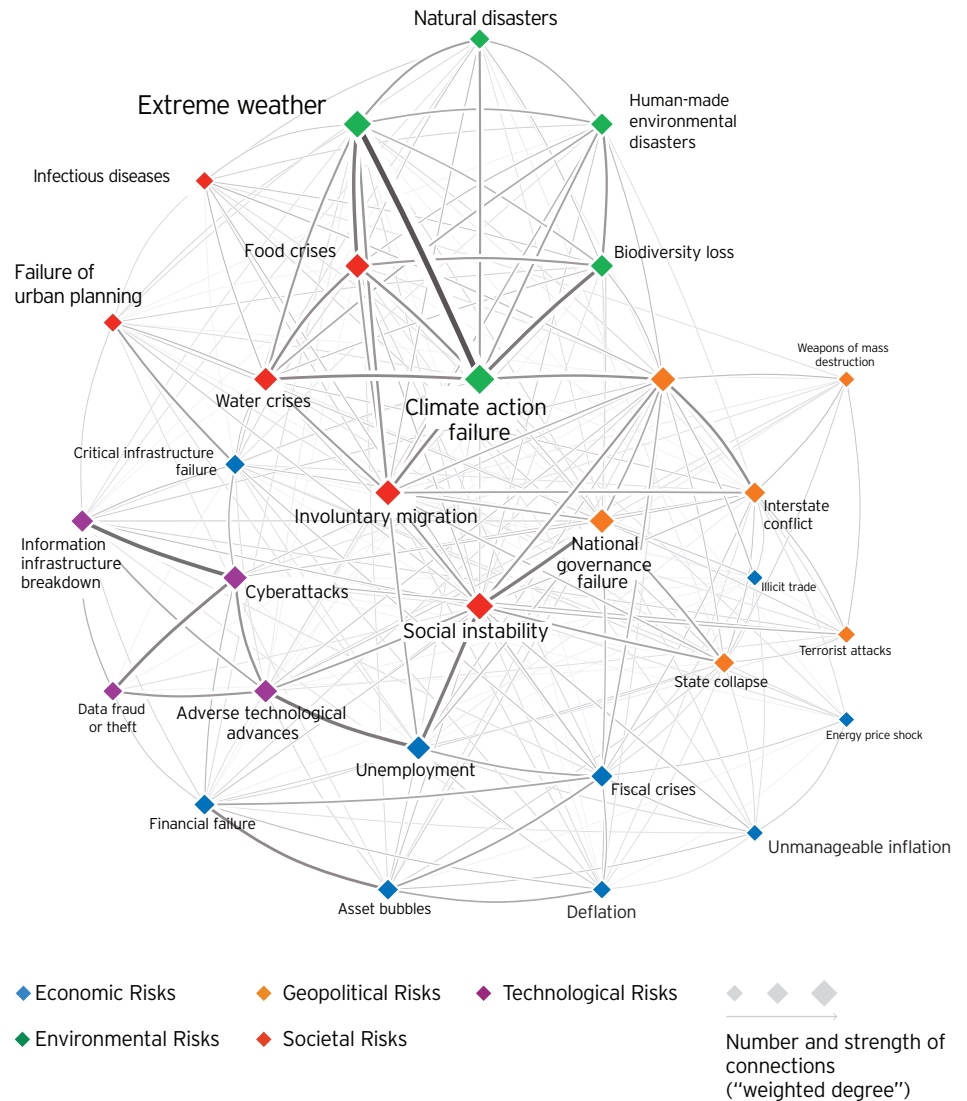 Natural disasters
Extreme weather
Human-made
environmental
disasters
Infectious diseases
Food crises
Biodiversity loss
Failure of
urban planning
Weapons of mass
destruction
Water crises
Climate action
failure
Critical infrastructure
failure
Involuntary migration
Interstate
conflict
Information
infrastructure
breakdown
National
governance
failure
Cyberattacks
Illicit trade
Social instability
Terrorist attacks
State collapse
Data fraud
or theft
Adverse technological
advances
Energy price shock
Unemployment
Fiscal crises
Financial failure
Unmanageable inflation
Asset bubbles
Deflation
Economic Risks
Geopolitical Risks
Technological Risks
Environmental Risks
Societal Risks
Number and strength of
connections
(“weighted degree”)